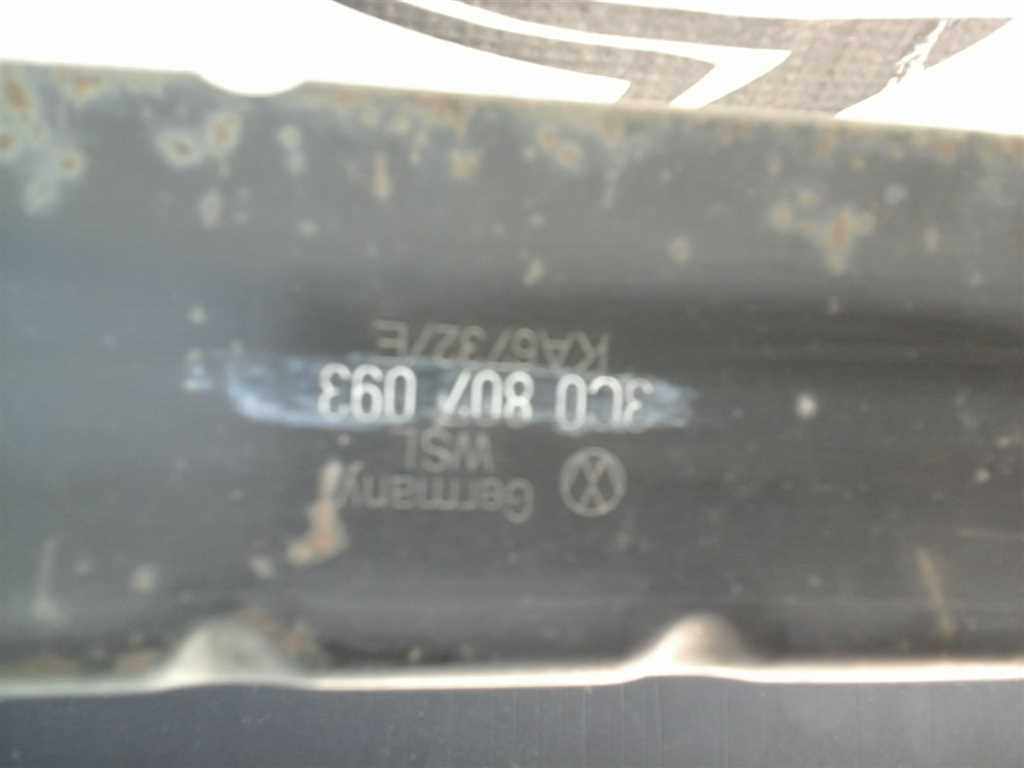 Germany
WSL
3C0 807 093
KA6/32/E